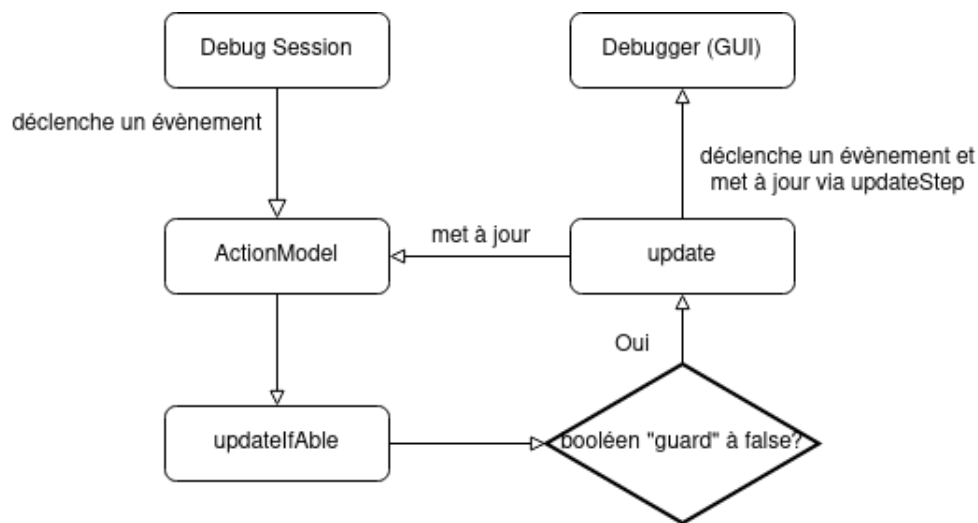 Debug Session
Debugger (GUI)
déclenche un évènement
déclenche un évènement et
met à jour via updateStep
ActionModel
met à jour
update
Oui
updateIfAble
booléen "guard" à false?